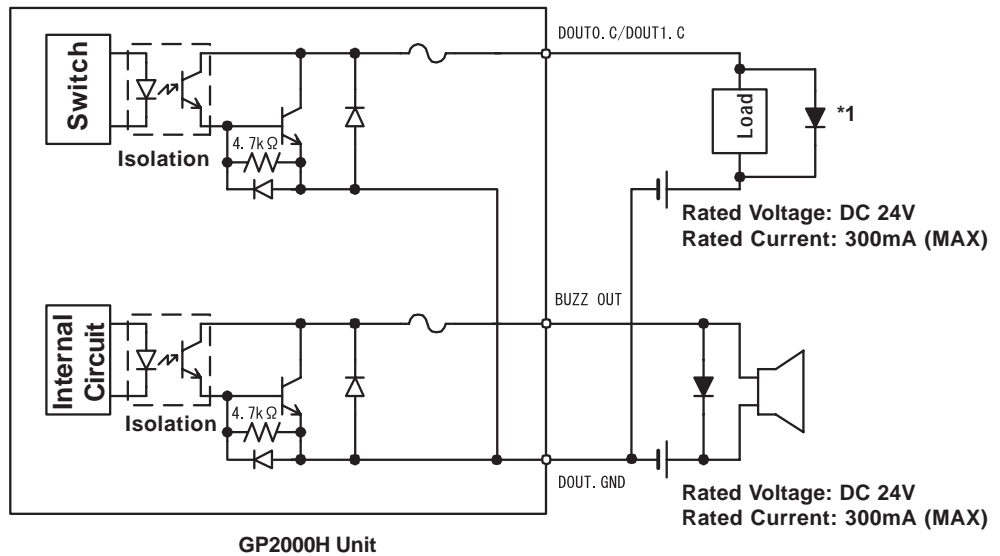 DOUT0.C/DOUT1.C
Switch
Isolation
4.7kΩ
Load
*1
Rated Voltage: DC 24V
Rated Current: 300mA (MAX)
BUZZ OUT
Internal
Circuit
Isolation
4.7kΩ
DOUT.GND
Rated Voltage: DC 24V
Rated Current: 300mA (MAX)
GP2000H Unit